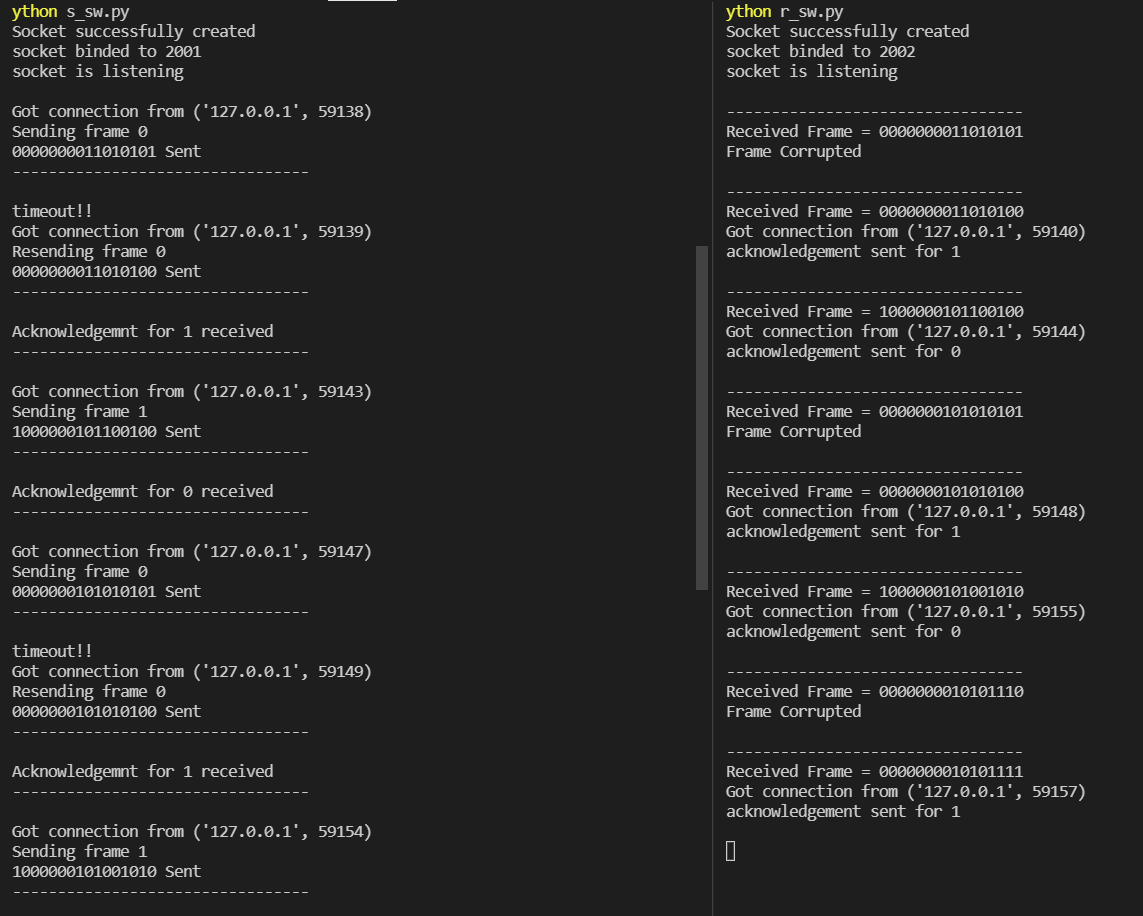 ython s_sw.py
Socket successfully created
socket binded to 2001
socket is listening
Got connection from ('127.0.0.1', 59138)
Sending frame 0
0000000011010101 Sent
---------------------------------
timeout!!
Got connection from ('127.0.0.1', 59139)
Resending frame 0
0000000011010100 Sent
---------------------------------
Acknowledgemnt for 1 received
---------------------------------
Got connection from ('127.0.0.1', 59143)
Sending frame 1
1000000101100100 Sent
---------------------------------
Acknowledgemnt for 0 received
---------------------------------
Got connection from ('127.0.0.1', 59147)
Sending frame 0
0000000101010101 Sent
---------------------------------
timeout!!
Got connection from ('127.0.0.1', 59149)
Resending frame 0
0000000101010100 Sent
---------------------------------
Acknowledgemnt for 1 received
---------------------------------
Got connection from ('127.0.0.1', 59154)
Sending frame 1
1000000101001010 Sent
---------------------------------
ython r_sw.py
Socket successfully created
socket binded to 2002
socket is listening
---------------------------------
Received Frame = 0000000011010101
Frame Corrupted
---------------------------------
Received Frame = 0000000011010100
Got connection from ('127.0.0.1', 59140)
acknowledgement sent for 1
---------------------------------
Received Frame = 1000000101100100
Got connection from ('127.0.0.1', 59144)
acknowledgement sent for 0
---------------------------------
Received Frame = 0000000101010101
Frame Corrupted
---------------------------------
Received Frame = 0000000101010100
Got connection from ('127.0.0.1', 59148)
acknowledgement sent for 1
---------------------------------
Received Frame = 1000000101001010
Got connection from ('127.0.0.1', 59155)
acknowledgement sent for 0
---------------------------------
Received Frame = 0000000010101110
Frame Corrupted
---------------------------------
Received Frame = 0000000010101111
Got connection from ('127.0.0.1', 59157)
acknowledgement sent for 1